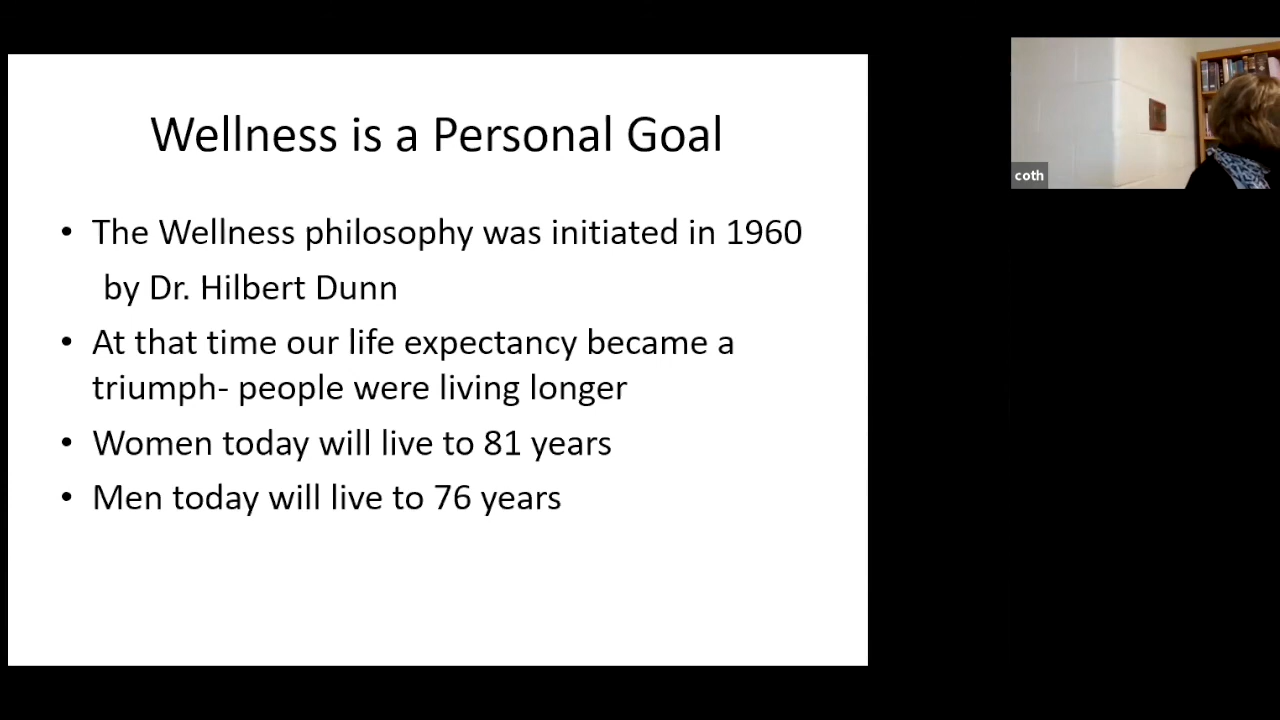 Wellness is a Personal Goal
• The Wellness philosophy was initiated in 1960
by Dr. Hilbert Dunn
• At that time our life expectancy became a
triumph- people were living longer
• Women today will live to 81 years
• Men today will live to 76 years
coth